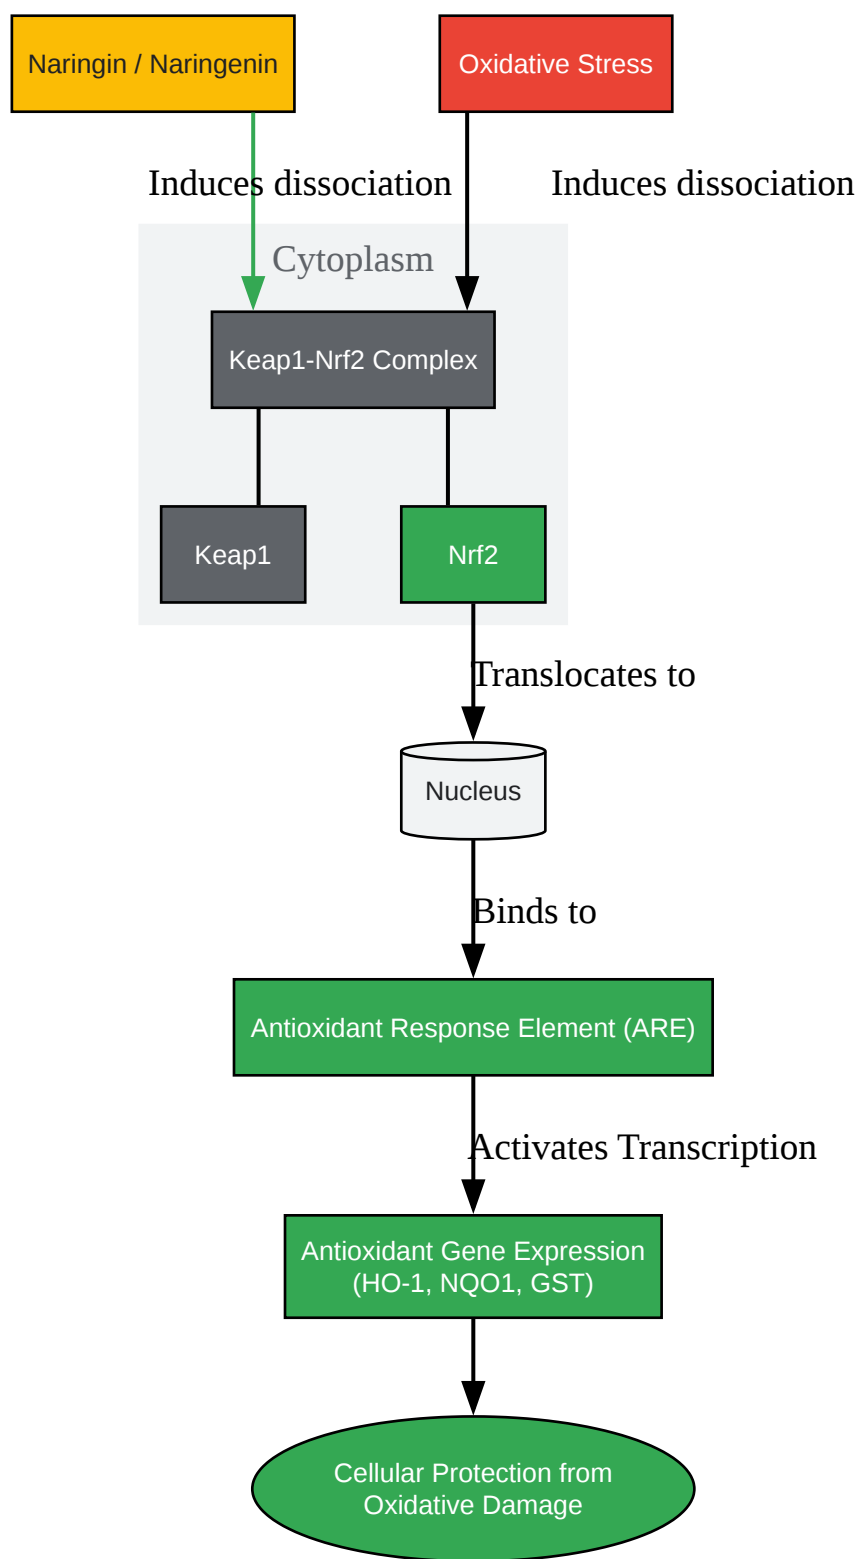 Naringin / Naringenin
Oxidative Stress
Induces dissociation
Induces dissociation
Cytoplasm
Keap1-Nrf2 Complex
Keap1
Nrf2
Translocates to
Nucleus
Binds to
Antioxidant Response Element (ARE)
Activates Transcription
Antioxidant Gene Expression
(HO-1, NQO1, GST)
Cellular Protection from
Oxidative Damage